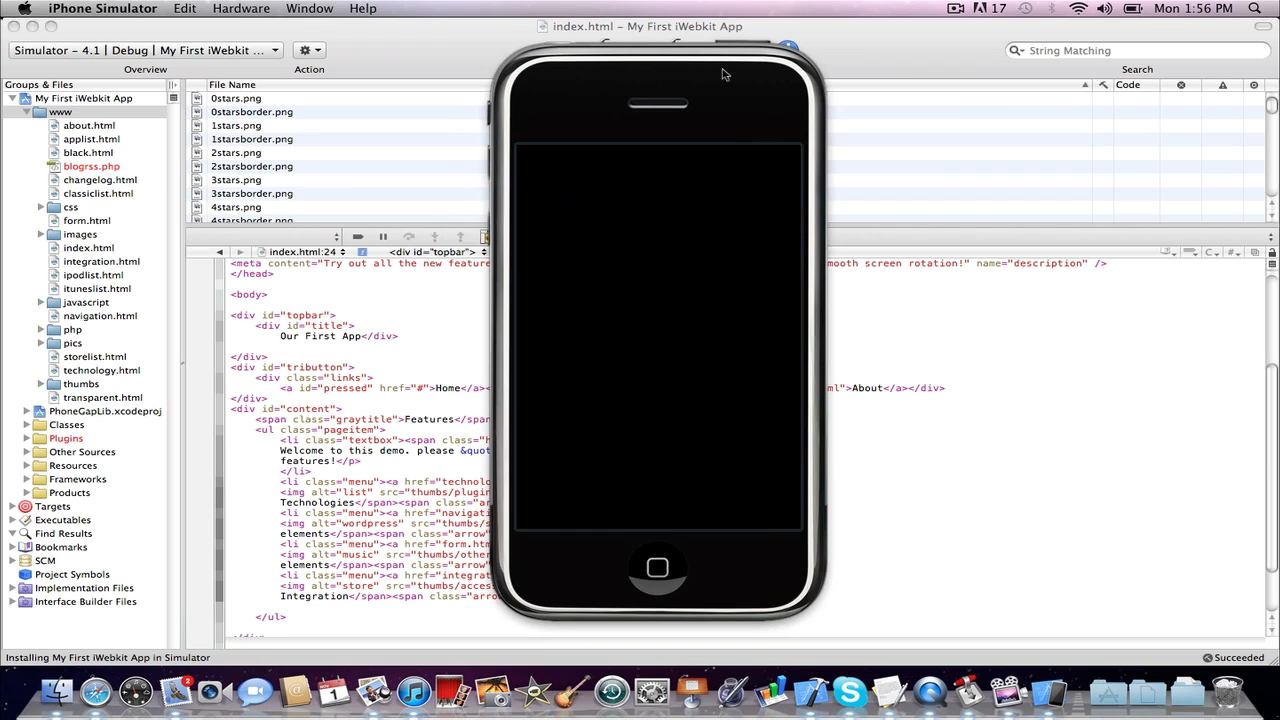 iPhone Simulator File Edit Hardware Window Help 17 Mon 1:56 PM
index.html - My First iWebkit App
Simulator - 4.1 | Debug | My First iWebkit ...
String Matching
Overview Action Search
Groups & Files File Name Code
My First iWebkit App
www
about.html
applist.html
black.html
blogrss.php
changelog.html
classiclist.html
css
form.html
images
index.html
integration.html
ipodlist.html
ituneslist.html
javascript
navigation.html
php
pics
storelist.html
technology.html
thumbs
transparent.html
PhoneGapLib.xcodeproj
Classes
Plugins
Other Sources
Resources
Frameworks
Products
Targets
Executables
Find Results
Bookmarks
SCM
Project Symbols
Implementation Files
Interface Builder Files
0stars.png
0starsborder.png
1stars.png
1starsborder.png
2stars.png
2starsborder.png
3stars.png
3starsborder.png
4stars.png
4starsborder.png
index.html:24 <div id="topbar">
<meta content="Try out all the new featur mooth screen rotation!" name="description" />
</head>
<body>
<div id="topbar">
<div id="title">
Our First App</div>
</div>
<div id="tributton">
<div class="links">
<a id="pressed" href="#">Home</a>< ml">About</a></div>
</div>
<div id="content">
<span class="graytitle">Features</span>
<ul class="pageitem">
<li class="textbox"><span class="h
Welcome to this demo. please &quot
features!</p>
</li>
<li class="menu"><a href="technolo
<img alt="list" src="thumbs/plugin
Technologies</span><span class="ar
<li class="menu"><a href="navigati
<img alt="wordpress" src="thumbs/s
elements</span><span class="arrow"
<li class="menu"><a href="form.htm
<img alt="music" src="thumbs/other
elements</span><span class="arrow"
<li class="menu"><a href="integrat
<img alt="store" src="thumbs/acces
Integration</span><span class="arro
</ul>
Installing My First iWebkit App in Simulator Succeeded